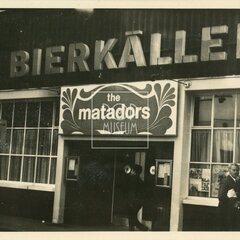 BIERKÄLLE
the
matadors
MUSEUM